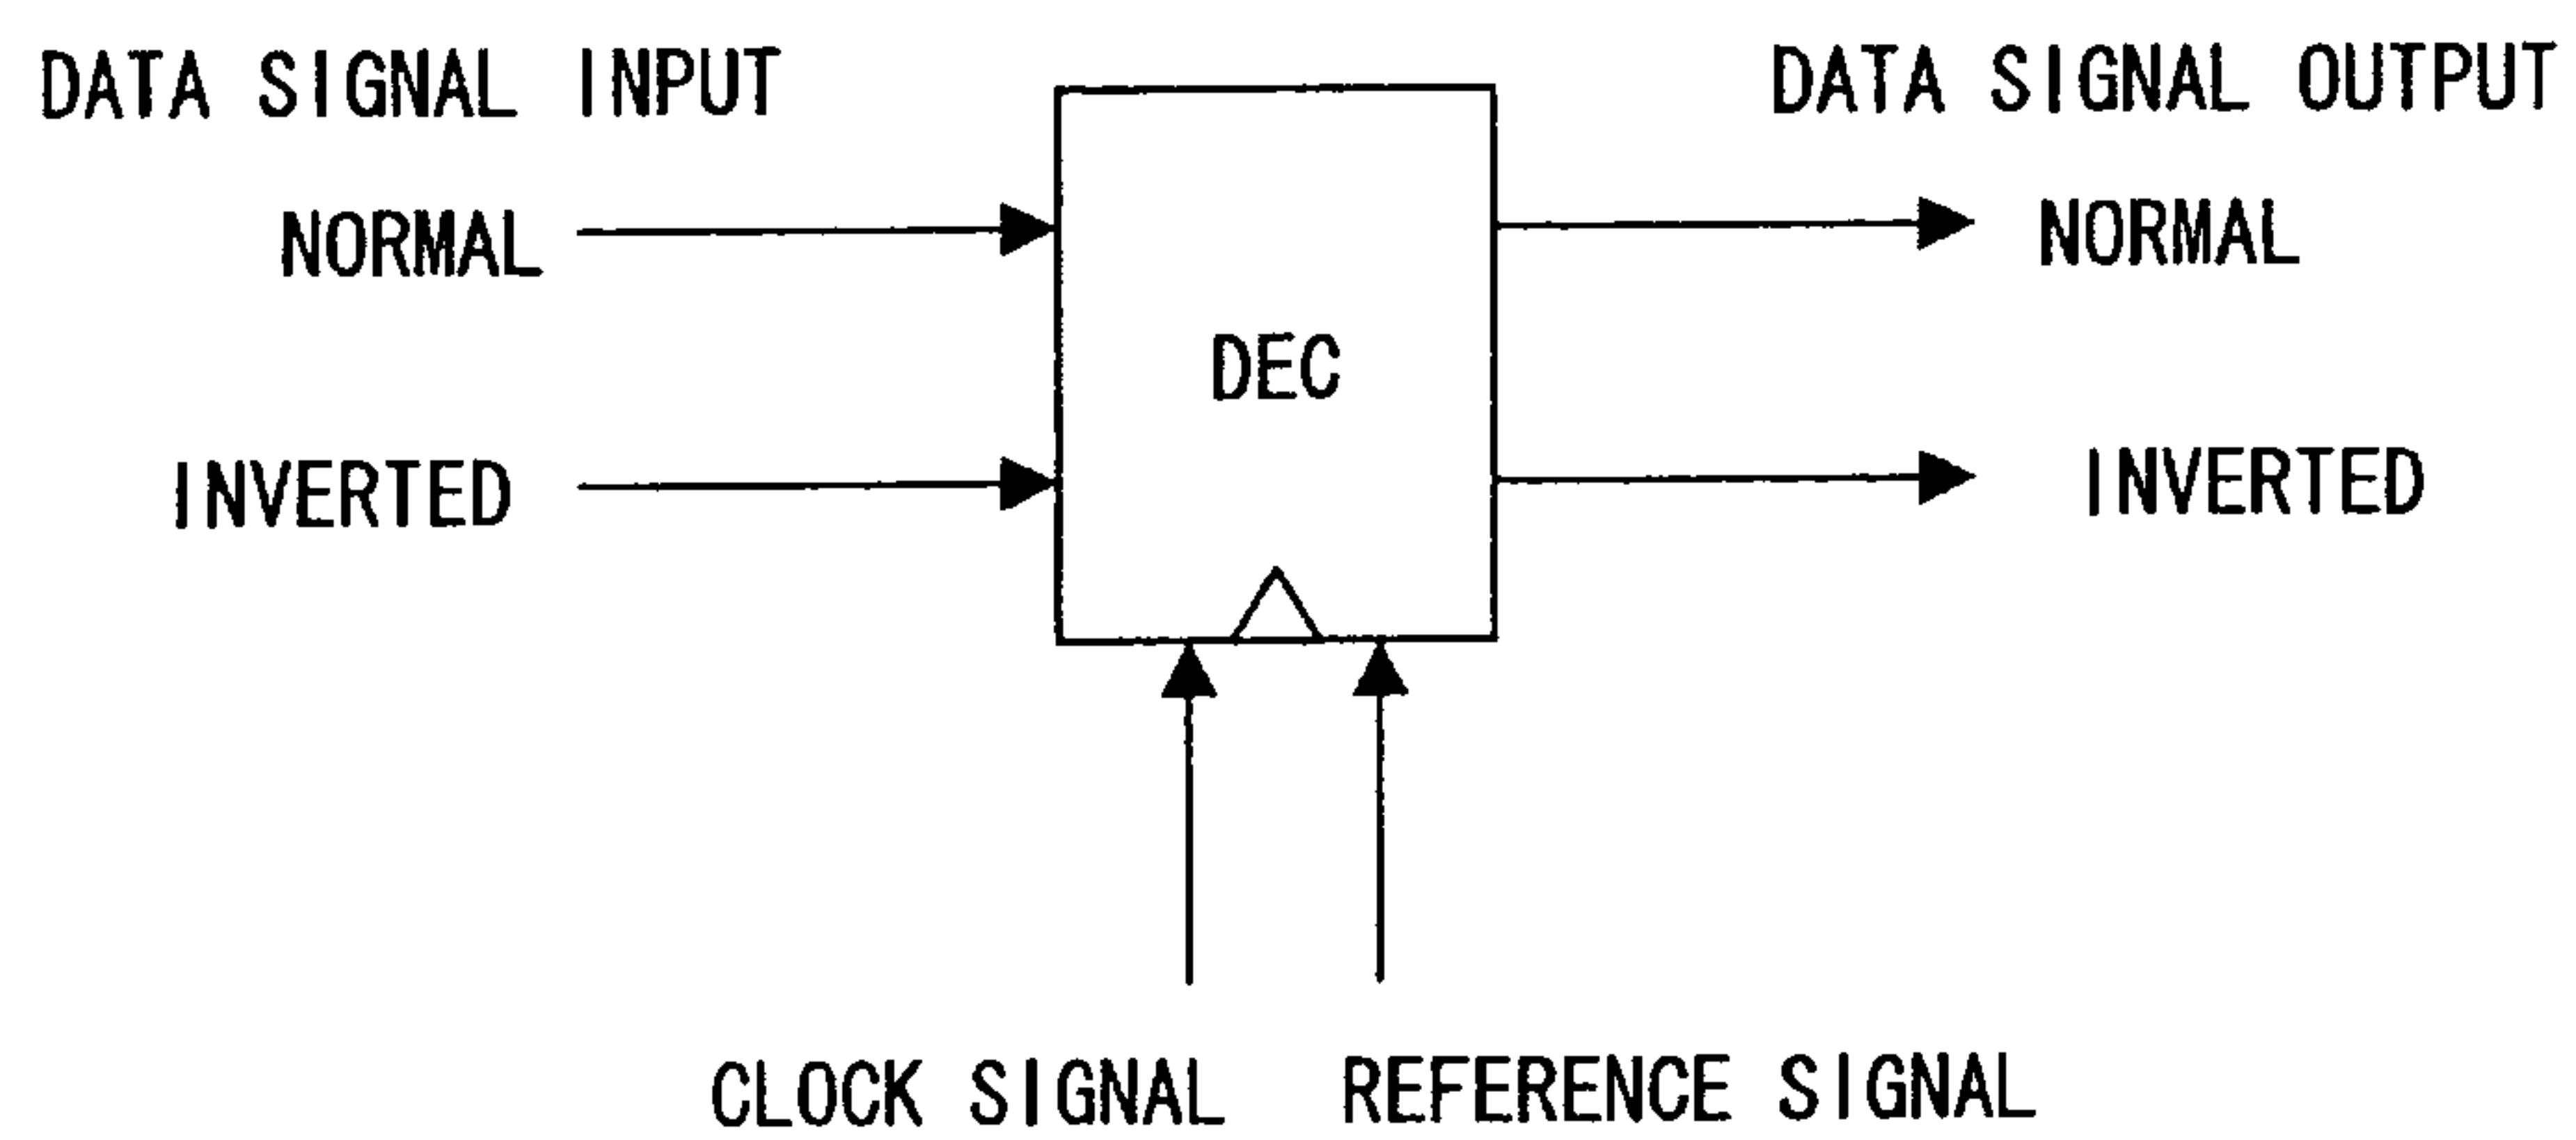 DATA SIGNAL INPUT
DATA SIGNAL OUTPUT
NORMAL
NORMAL
DEC
INVERTED
INVERTED
CLOCK SIGNAL
REFERENCE SIGNAL